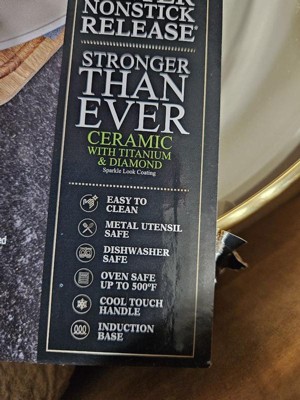 NONSTICK
RELEASE
STRONGER
THAN
EVER
CERAMIC
WITH TITANIUM
& DIAMOND
Sparkle Look Coating
EASY TO
CLEAN
METAL UTENSIL
SAFE
DISHWASHER
SAFE
OVEN SAFE
UP TO 500°F
COOL TOUCH
HANDLE
INDUCTION
BASE